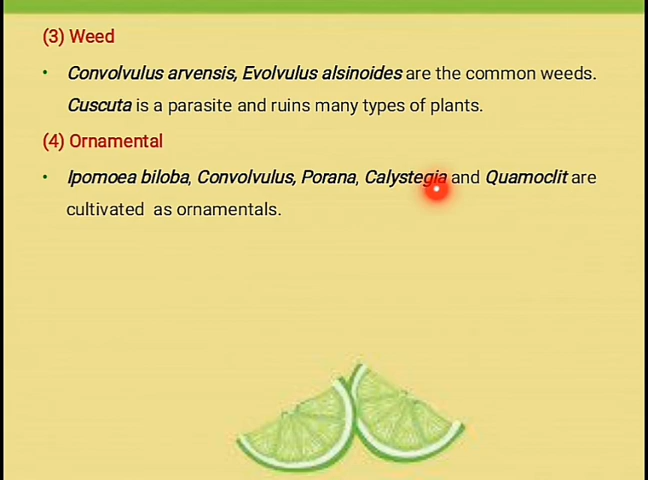 (3) Weed
• Convolvulus arvensis, Evolvulus alsinoides are the common weeds.
Cuscuta is a parasite and ruins many types of plants.
(4) Ornamental
• Ipomoea biloba, Convolvulus, Porana, Calystegia and Quamoclit are
cultivated as ornamentals.